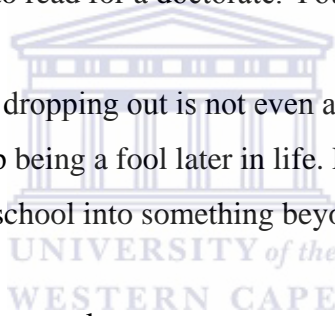 to read for a doctorate. Fou
dropping out is not even a
p being a fool later in life. I
school into something beyo
UNIVERSITY of the
WESTERN CAPE